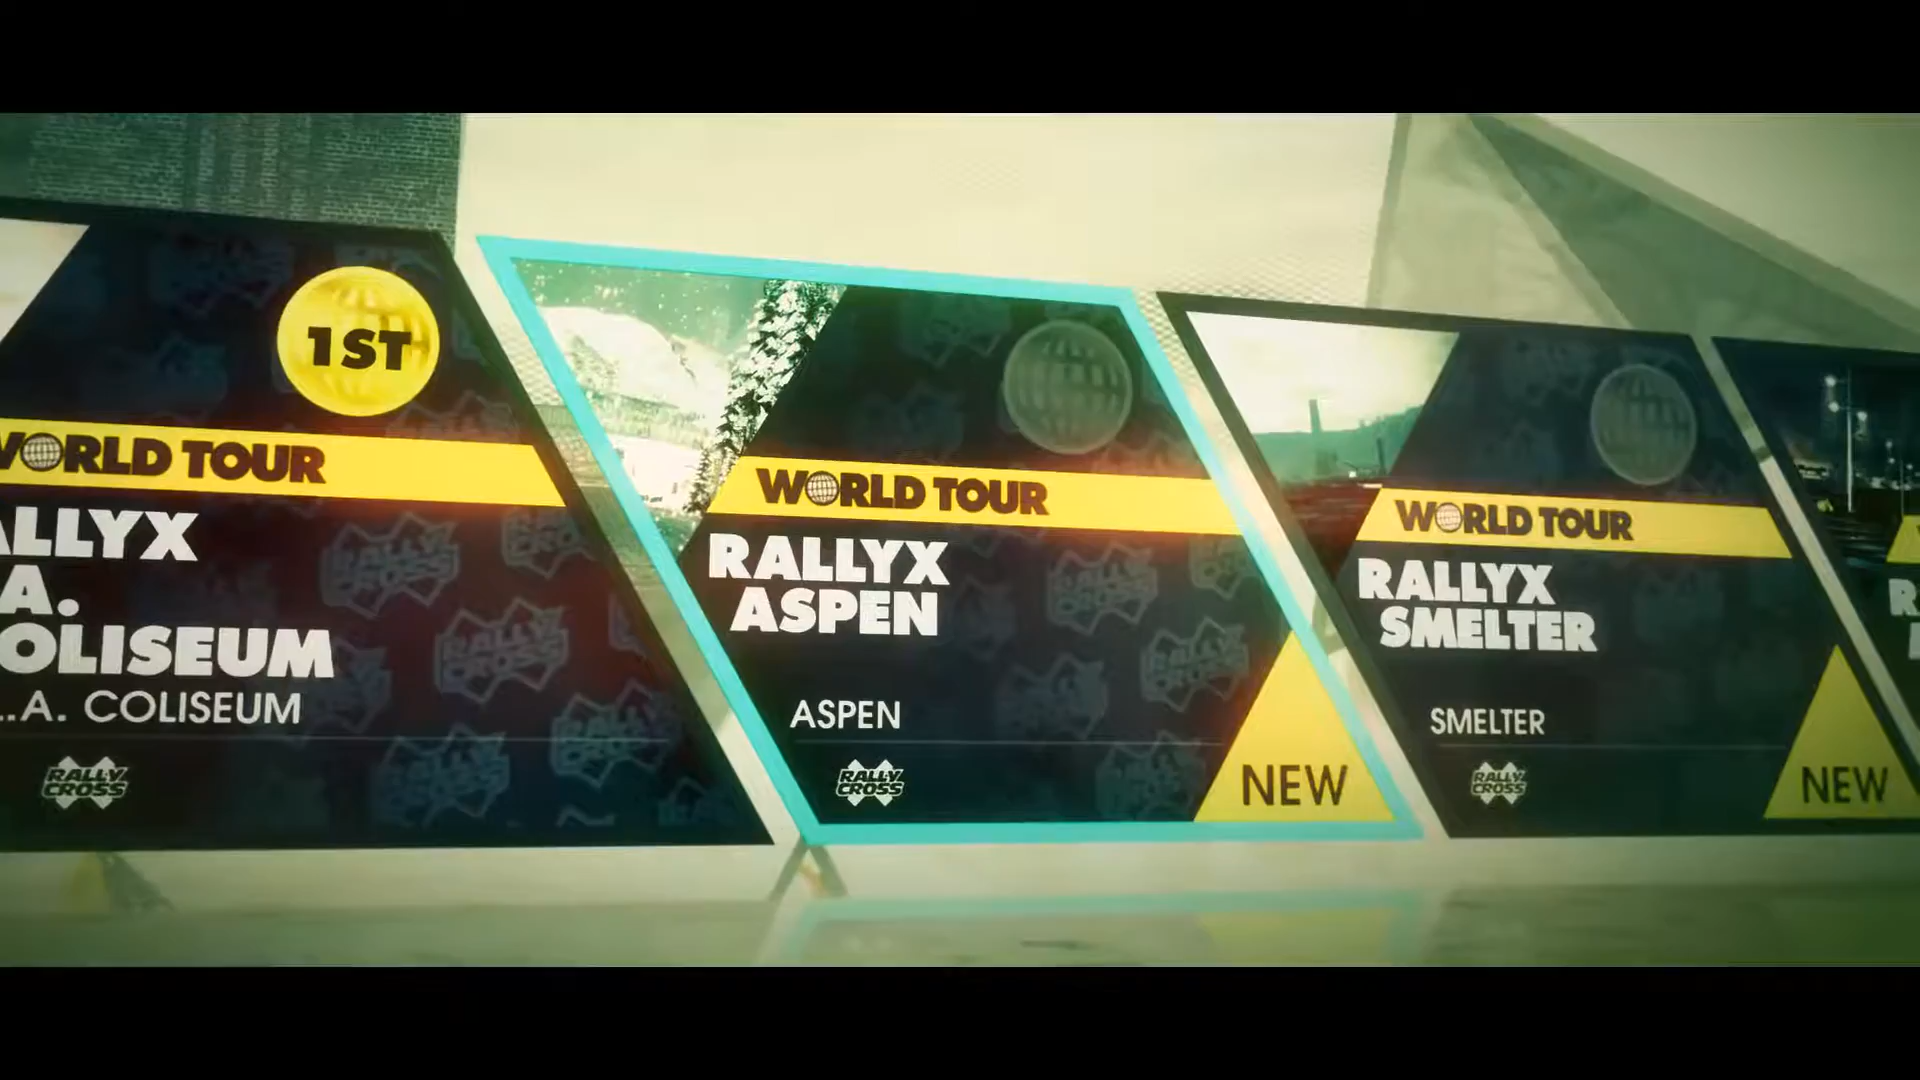 1ST
WORLD TOUR
ALLYX
A.
OLISEUM
.A. COLISEUM
RALLY
CROSS
WORLD TOUR
RALLYX
ASPEN
ASPEN
RALLY
CROSS
NEW
WORLD TOUR
RALLYX
SMELTER
SMELTER
RALLY
CROSS
NEW